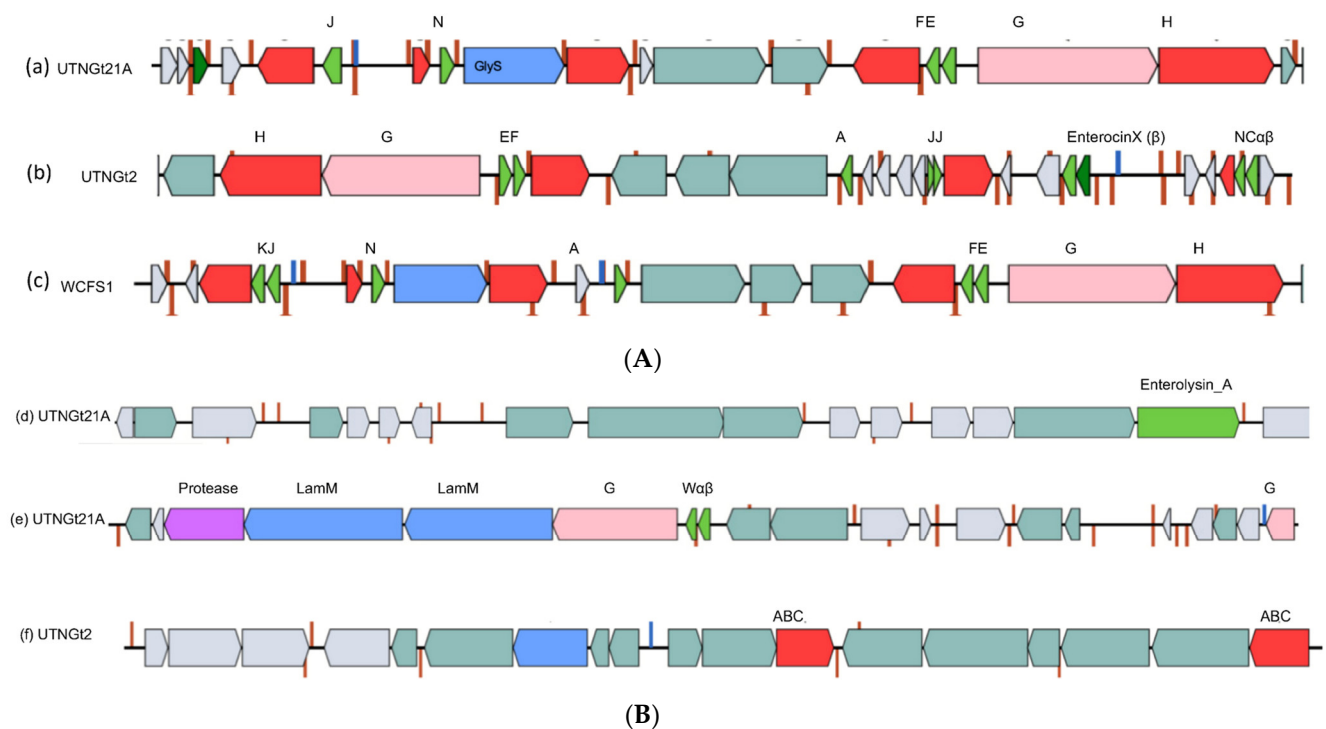 J N FE G H
(a) UTNGt21A GlyS
H G EF A JJ EnterocinX (β) NCαβ
(b) UTNGt2
KJ N A FE G H
(c) WCFS1
(A)
Enterolysin_A
(d) UTNGt21A
Protease LamM LamM G Wαβ G
(e) UTNGt21A
ABC ABC
(f) UTNGt2
(B)